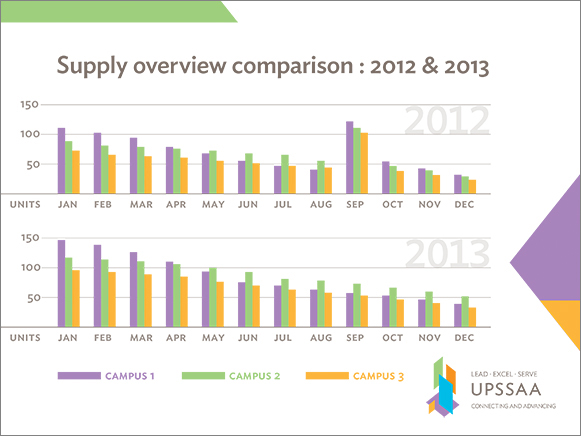 Supply overview comparison : 2012 & 2013
150
2012
100
50
UNITS JAN FEB MAR APR MAY JUN JUL AUG SEP OCT NOV DEC
150
2013
100
50
UNITS JAN FEB MAR APR MAY JUN JUL AUG SEP OCT NOV DEC
CAMPUS 1 CAMPUS 2 CAMPUS 3
LEAD · EXCEL · SERVE
UPSSAA
CONNECTING AND ADVANCING